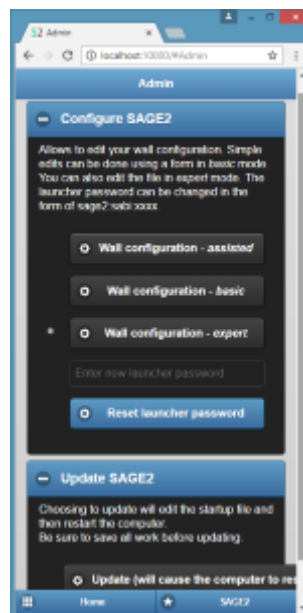 S2 Admin
localhost:10000/#Admin
Admin
Configure SAGE2
Allows to edit your wall configuration. Simple
edits can be done using a form in basic mode.
You can also edit the file in expert mode. The
launcher password can be changed in the
form of sage2:sabi:xxxx.
Wall configuration - assisted
Wall configuration - basic
Wall configuration - expert
Enter new launcher password
Reset launcher password
Update SAGE2
Choosing to update will edit the startup file and
then restart the computer.
Be sure to save all work before updating.
Update (will cause the computer to res
Home
SAGE2